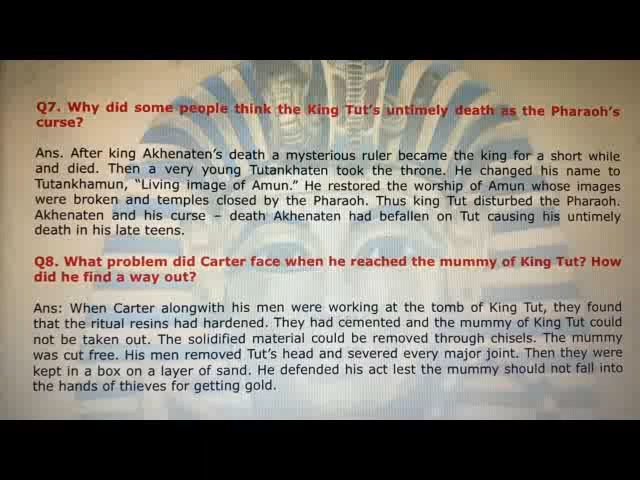 Q7. Why did some people think the King Tut's untimely death as the Pharaoh's
curse?
Ans. After king Akhenaten's death a mysterious ruler became the king for a short while
and died. Then a very young Tutankhaten took the throne. He changed his name to
Tutankhamun, "Living image of Amun." He restored the worship of Amun whose images
were broken and temples closed by the Pharaoh. Thus king Tut disturbed the Pharaoh.
Akhenaten and his curse – death Akhenaten had befallen on Tut causing his untimely
death in his late teens.
Q8. What problem did Carter face when he reached the mummy of King Tut? How
did he find a way out?
Ans: When Carter alongwith his men were working at the tomb of King Tut, they found
that the ritual resins had hardened. They had cemented and the mummy of King Tut could
not be taken out. The solidified material could be removed through chisels. The mummy
was cut free. His men removed Tut's head and severed every major joint. Then they were
kept in a box on a layer of sand. He defended his act lest the mummy should not fall into
the hands of thieves for getting gold.